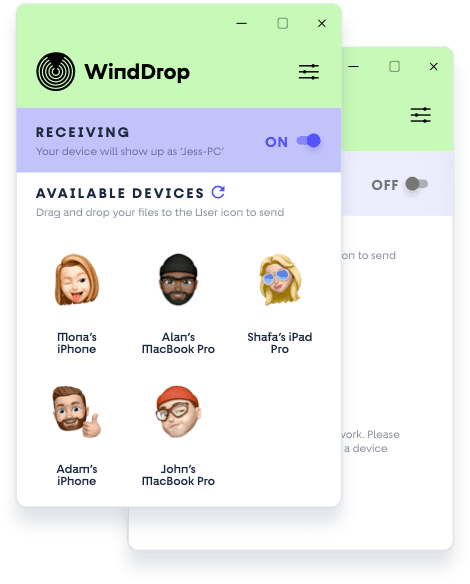 WindDrop
RECEIVING
Your device will show up as ‘Jess-PC’
ON
AVAILABLE DEVICES
Drag and drop your files to the User icon to send
Mona’s
iPhone
Alan’s
MacBook Pro
Shafa’s iPad
Pro
Adam’s
iPhone
John’s
MacBook Pro
OFF
on to send
work. Please
a device